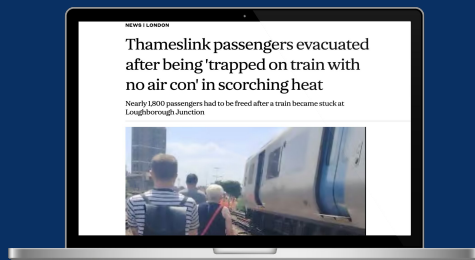 NEWS | LONDON
Thameslink passengers evacuated
after being 'trapped on train with
no air con' in scorching heat
Nearly 1,800 passengers had to be freed after a train became stuck at
Loughborough Junction